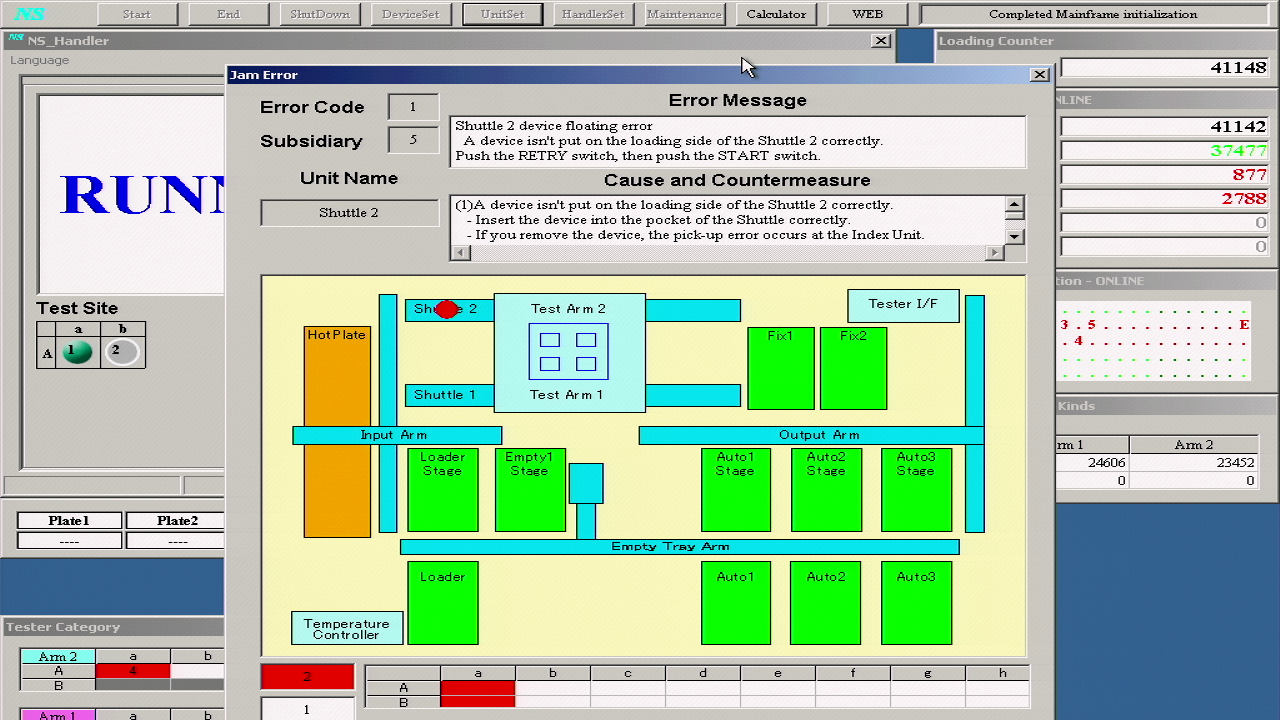 NS
Start
End
ShutDown
DeviceSet
UnitSet
HandlerSet
Maintenance
Calculator
WEB
Completed Mainframe initialization
NS NS_Handler
Language
Loading Counter
41148
NLINE
41142
37477
877
2788
0
0
Jam Error
Error Code
1
Subsidiary
5
Unit Name
Shuttle 2
Error Message
Shuttle 2 device floating error
A device isn't put on the loading side of the Shuttle 2 correctly.
Push the RETRY switch, then push the START switch.
Cause and Countermeasure
(1)A device isn't put on the loading side of the Shuttle 2 correctly.
- Insert the device into the pocket of the Shuttle correctly.
- If you remove the device, the pick-up error occurs at the Index Unit.
RUNN
Test Site
a b
A 1 2
Plate1 Plate2
---- ----
Tester Category
Arm 2 a b
A 4
B
Arm 1 a b
HotPlate
Shuttle 2
Test Arm 2
Test Arm 1
Shuttle 1
Tester I/F
Fix1
Fix2
Input Arm
Output Arm
Loader Stage
Empty1 Stage
Auto1 Stage
Auto2 Stage
Auto3 Stage
Empty Tray Arm
Loader
Auto1
Auto2
Auto3
Temperature Controller
2
1
a b c d e f g h
A
B
tion - ONLINE
3 . 5 . . . . . . . . . . . E
. 4 . . . . . . . . . . . .
Kinds
rm 1 Arm 2
24606 23452
0 0